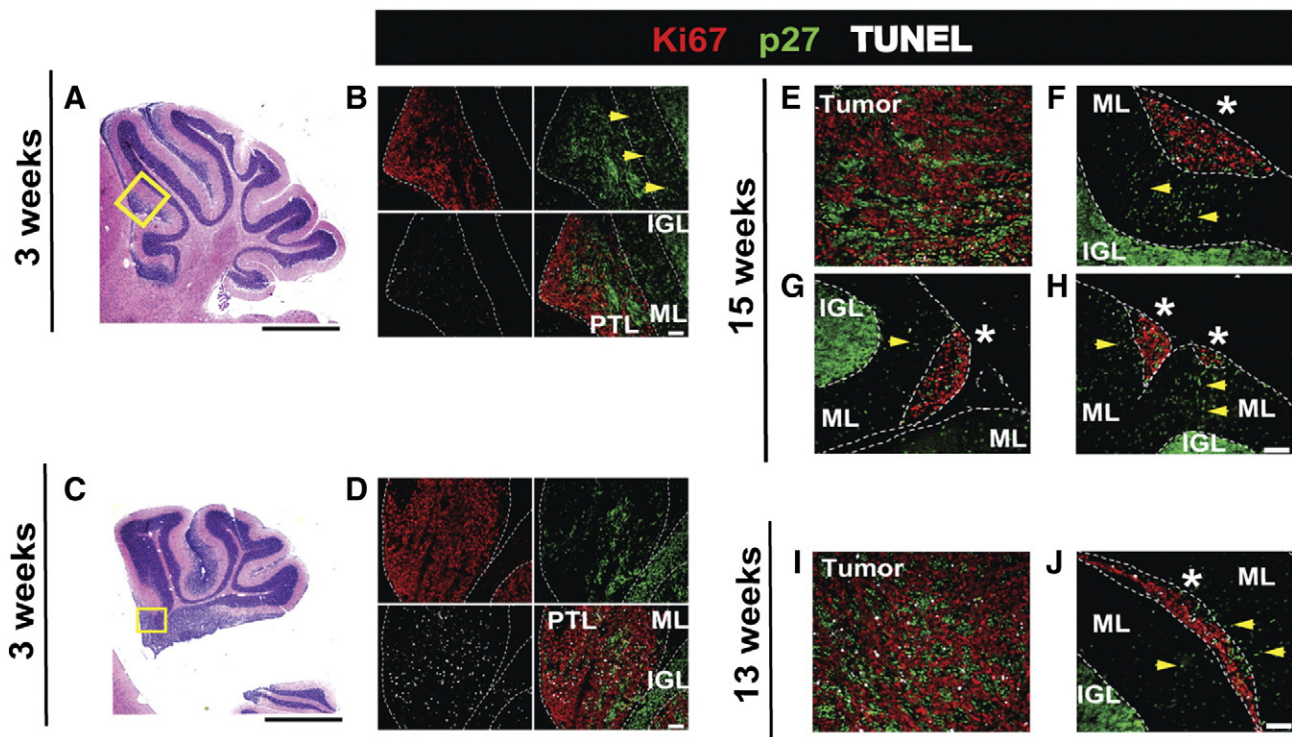 Ki67 p27 TUNEL
3 weeks
A
B
IGL
PTL
ML
15 weeks
E
Tumor
F
ML
*
IGL
G
IGL
*
ML
ML
H
*
*
ML
ML
IGL
3 weeks
C
D
PTL
ML
IGL
13 weeks
I
Tumor
J
*
ML
ML
IGL